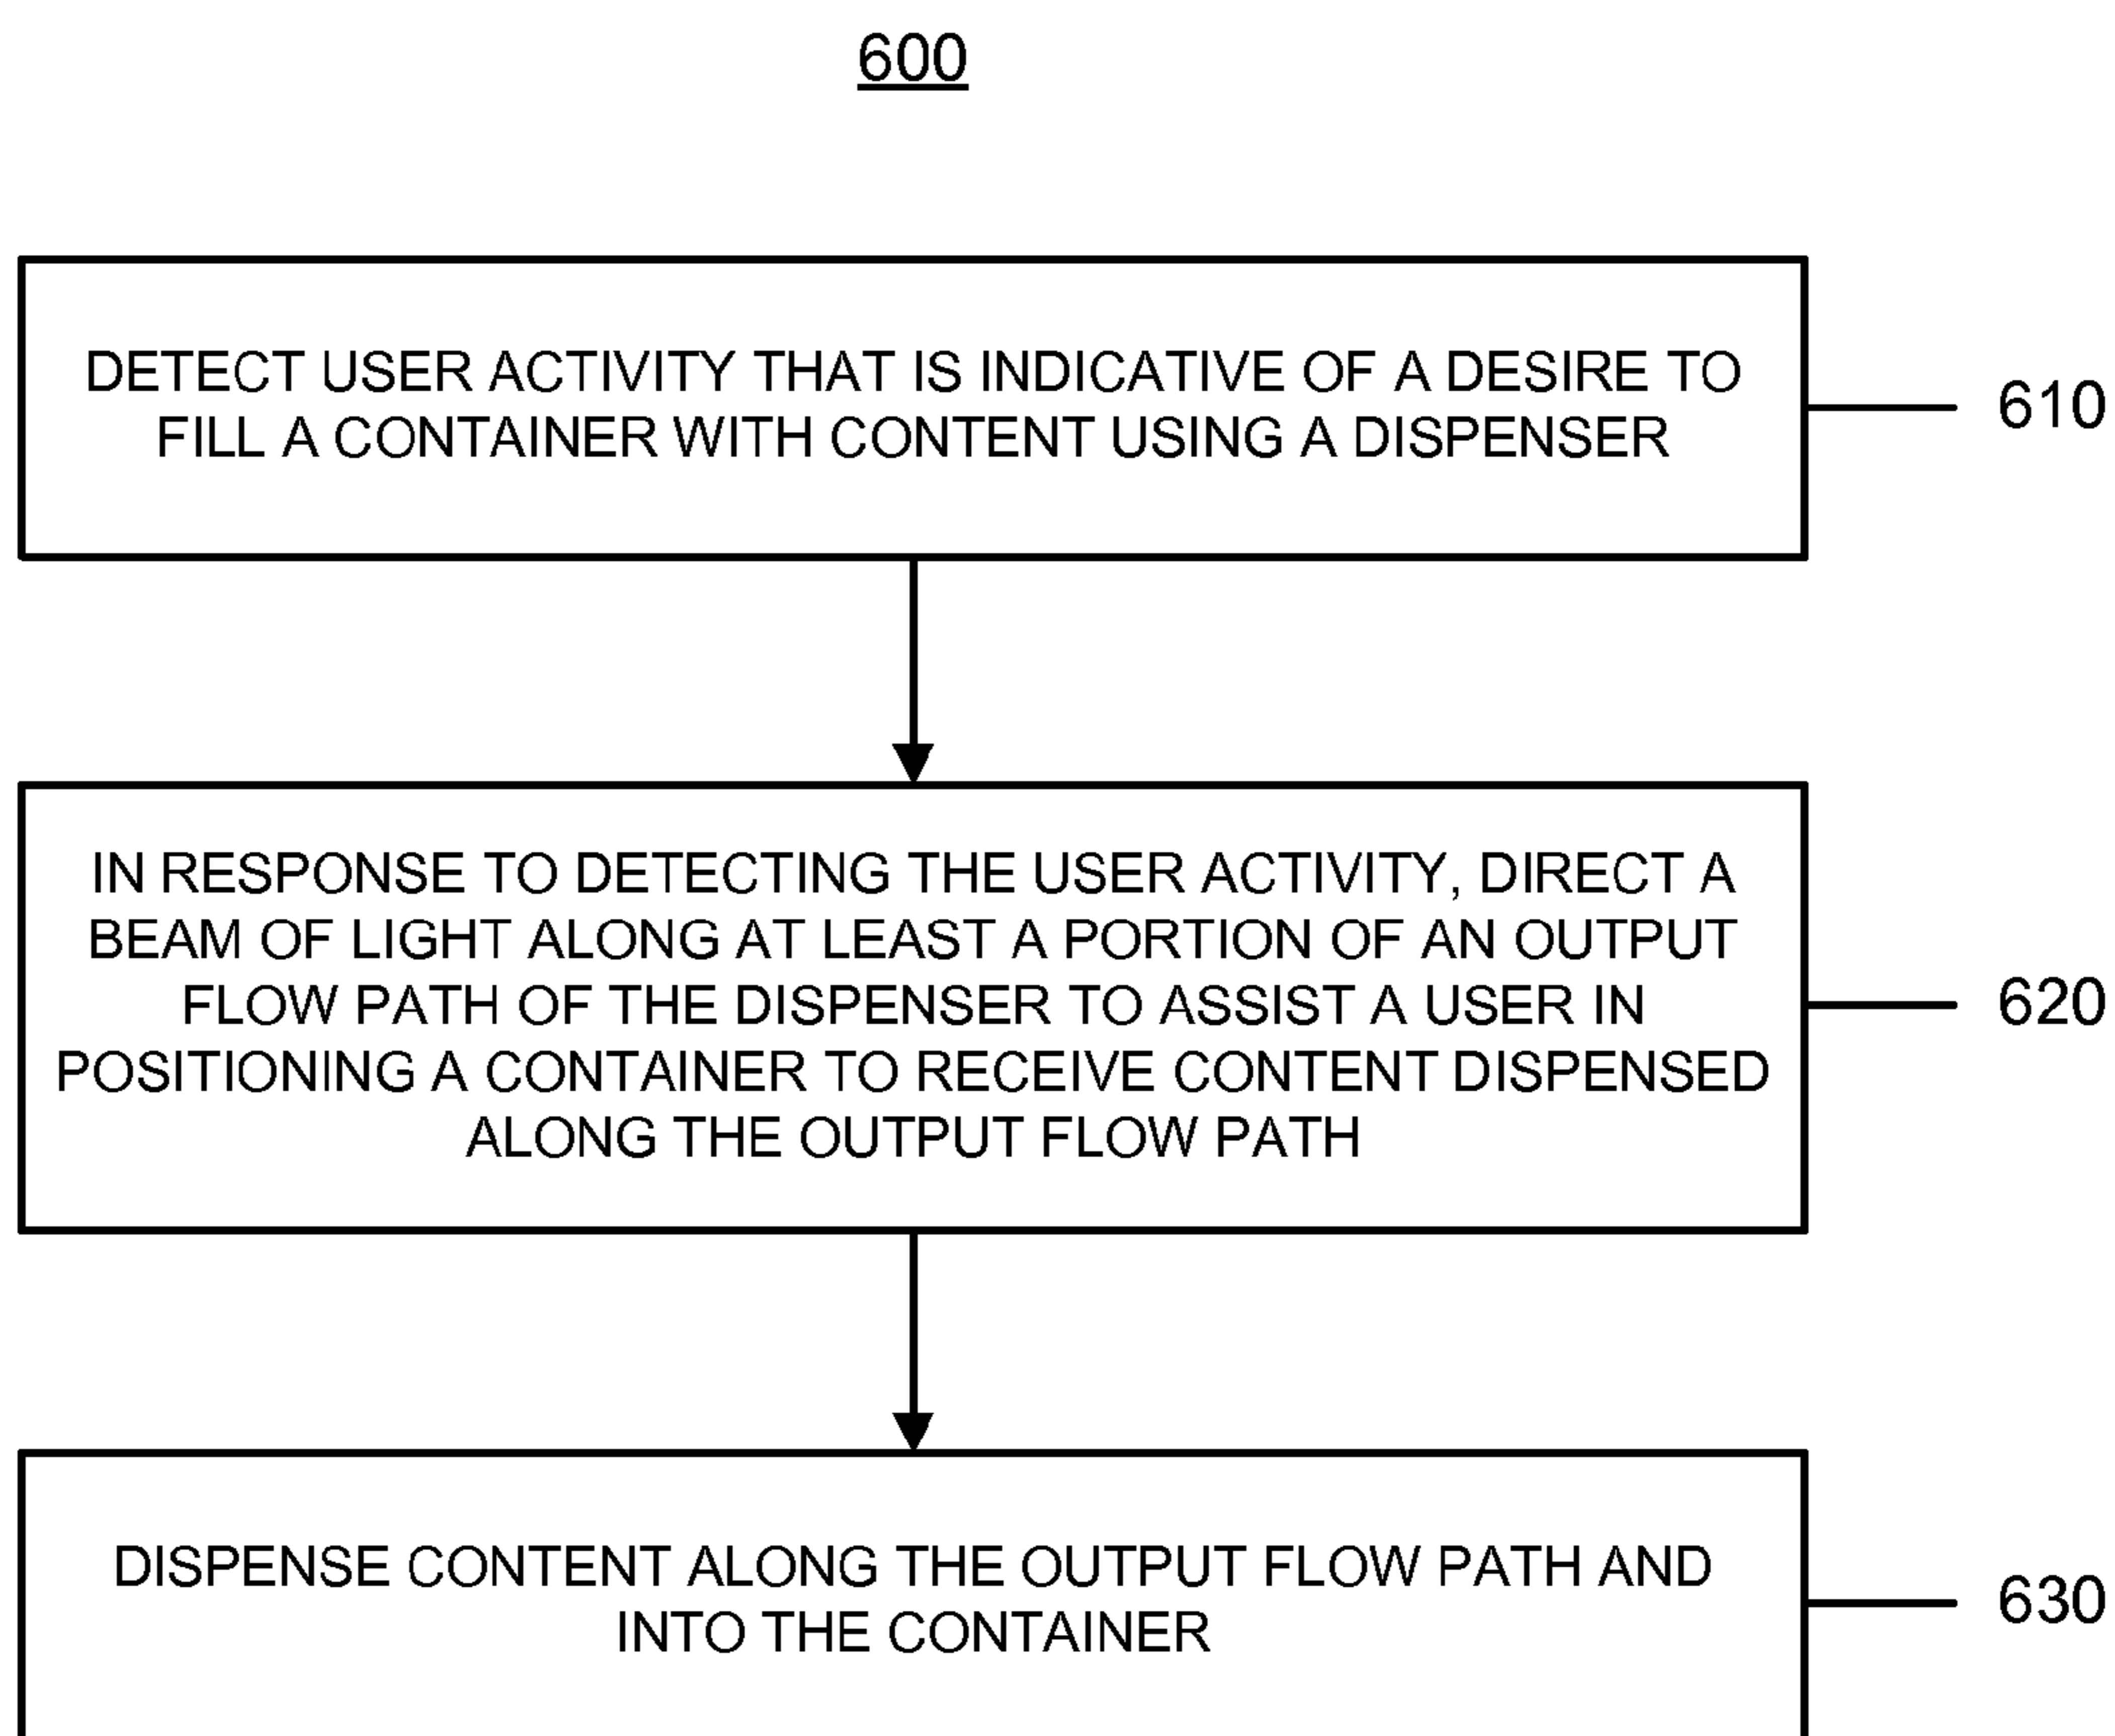 600
DETECT USER ACTIVITY THAT IS INDICATIVE OF A DESIRE TO
FILL A CONTAINER WITH CONTENT USING A DISPENSER
610
IN RESPONSE TO DETECTING THE USER ACTIVITY, DIRECT A
BEAM OF LIGHT ALONG AT LEAST A PORTION OF AN OUTPUT
FLOW PATH OF THE DISPENSER TO ASSIST A USER IN
POSITIONING A CONTAINER TO RECEIVE CONTENT DISPENSED
ALONG THE OUTPUT FLOW PATH
620
DISPENSE CONTENT ALONG THE OUTPUT FLOW PATH AND
INTO THE CONTAINER
630